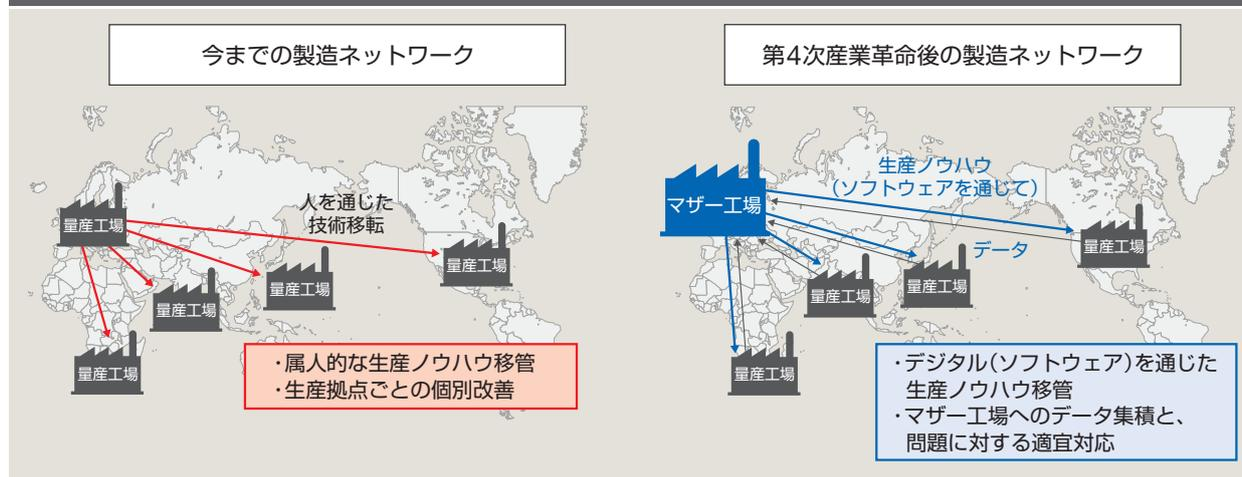 今までの製造ネットワーク
人を通じた
技術移転
量産工場
量産工場
量産工場
量産工場
量産工場
・属人的な生産ノウハウ移管
・生産拠点ごとの個別改善
第4次産業革命後の製造ネットワーク
生産ノウハウ
（ソフトウェアを通じて）
マザー工場
データ
量産工場
量産工場
量産工場
量産工場
・デジタル（ソフトウェア）を通じた
生産ノウハウ移管
・マザー工場へのデータ集積と、
問題に対する適宜対応